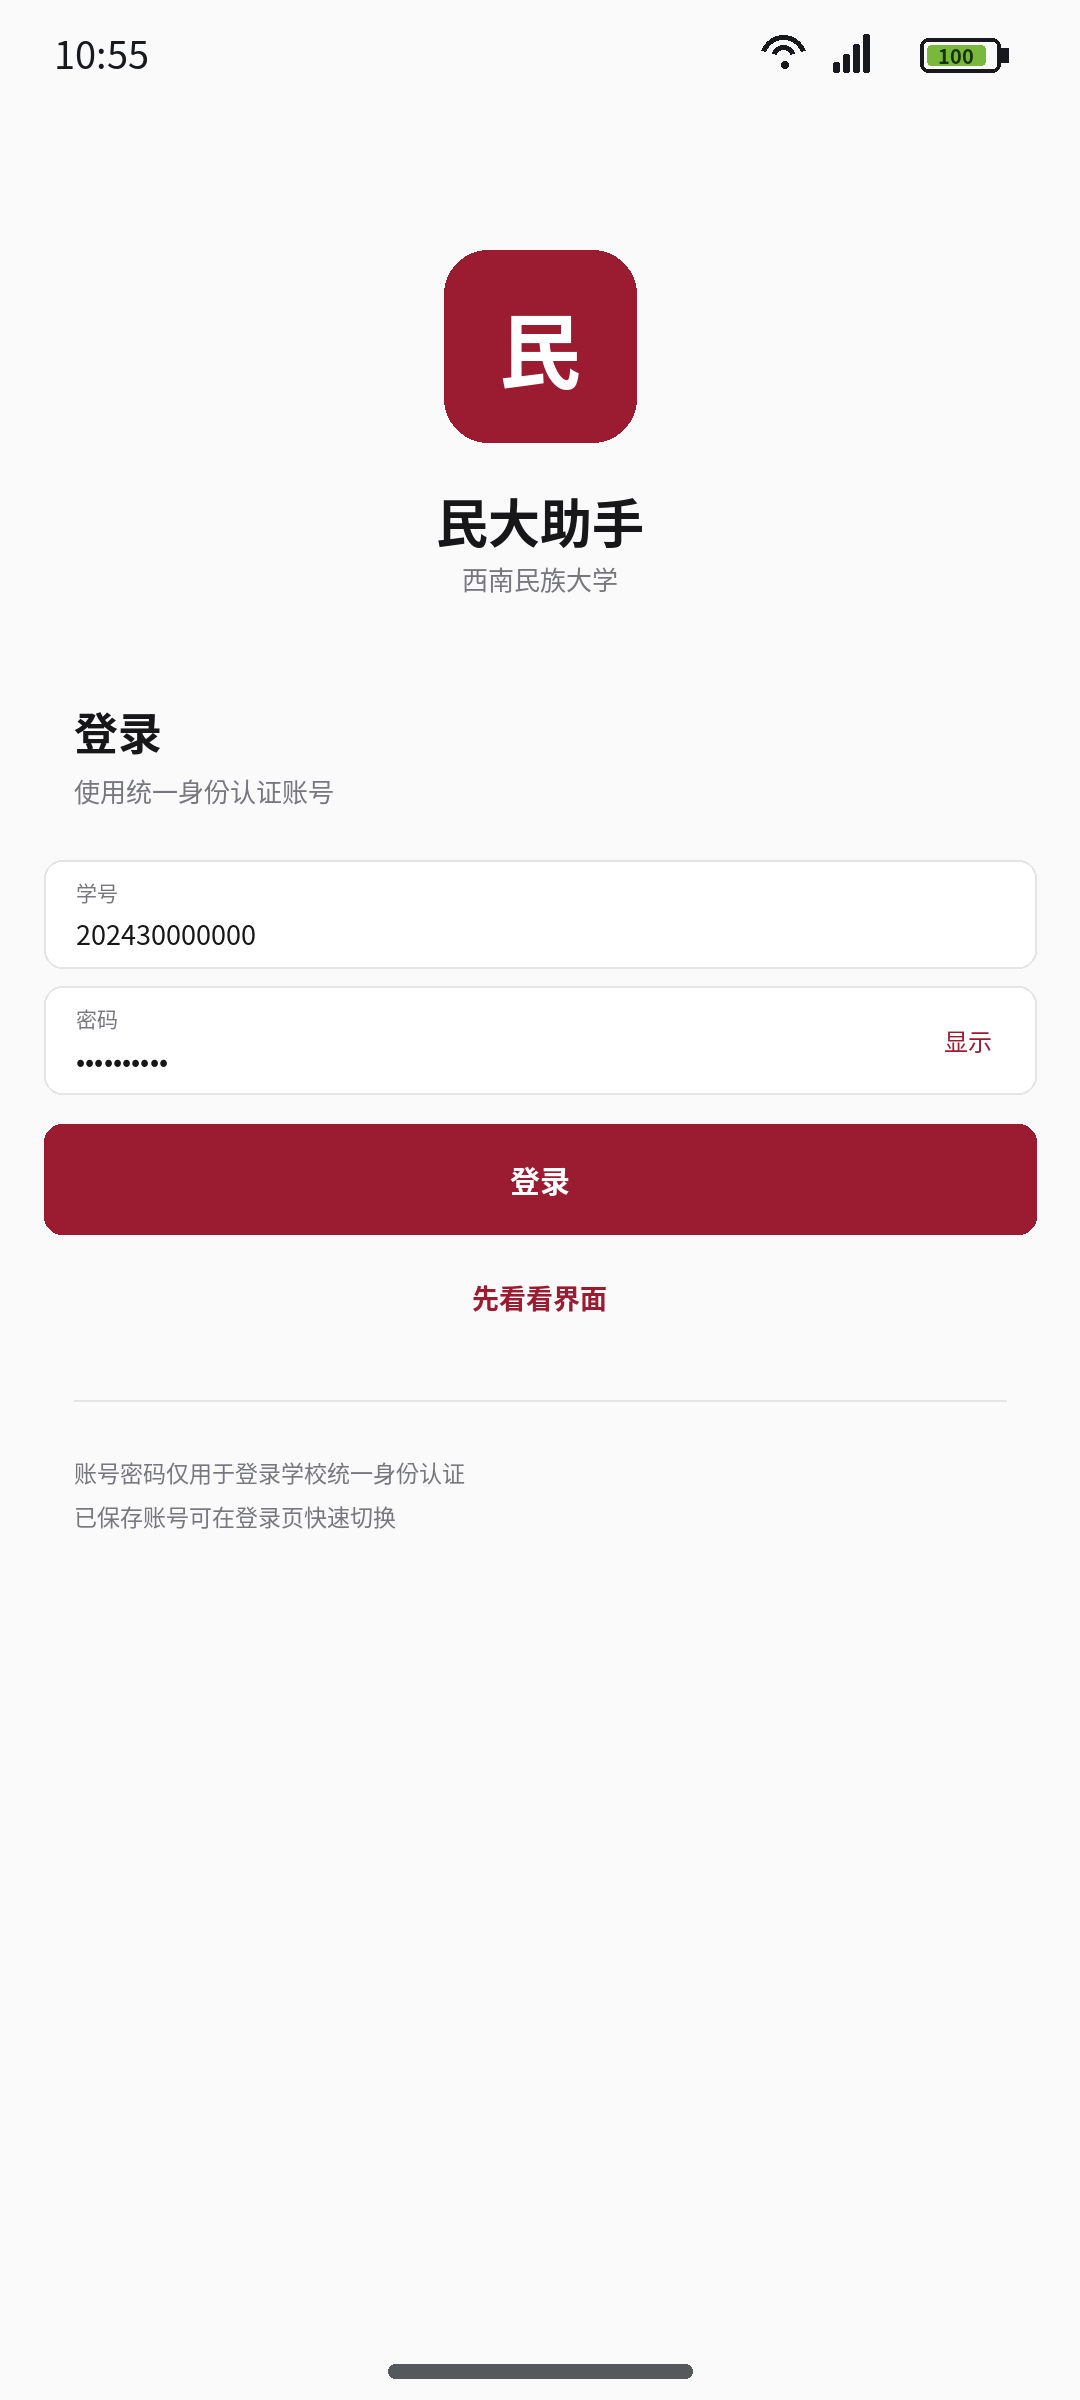 10:55
100
民
民大助手
西南民族大学
登录
使用统一身份认证账号
学号
202430000000
密码
••••••••••
显示
登录
先看看界面
账号密码仅用于登录学校统一身份认证
已保存账号可在登录页快速切换